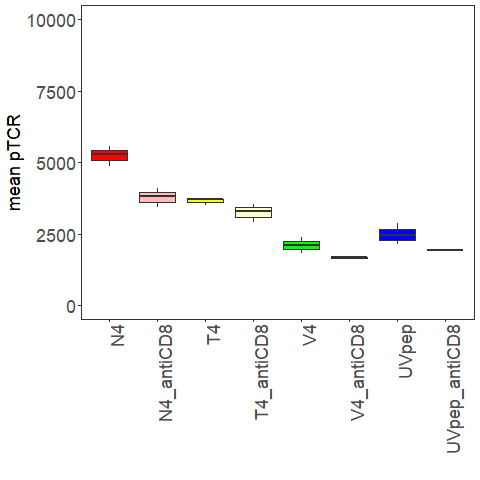 mean pTCR
10000
7500
5000
2500
0
N4
N4_antiCD8
T4
T4_antiCD8
V4
V4_antiCD8
UVpep
UVpep_antiCD8